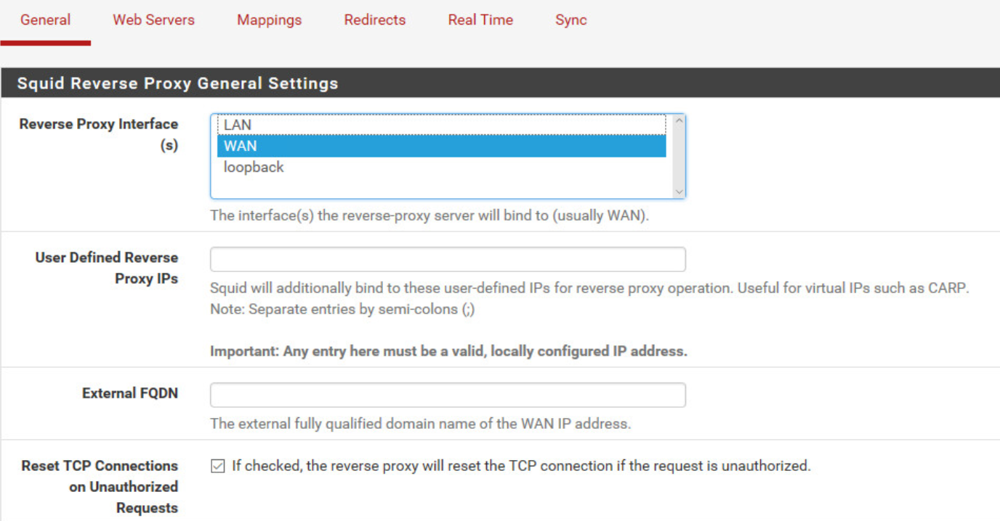 General Web Servers Mappings Redirects Real Time Sync
Squid Reverse Proxy General Settings
Reverse Proxy Interface
(s)
LAN
WAN
loopback
The interface(s) the reverse-proxy server will bind to (usually WAN).
User Defined Reverse
Proxy IPs
Squid will additionally bind to these user-defined IPs for reverse proxy operation. Useful for virtual IPs such as CARP.
Note: Separate entries by semi-colons (;)
Important: Any entry here must be a valid, locally configured IP address.
External FQDN
The external fully qualified domain name of the WAN IP address.
Reset TCP Connections
on Unauthorized
Requests
If checked, the reverse proxy will reset the TCP connection if the request is unauthorized.